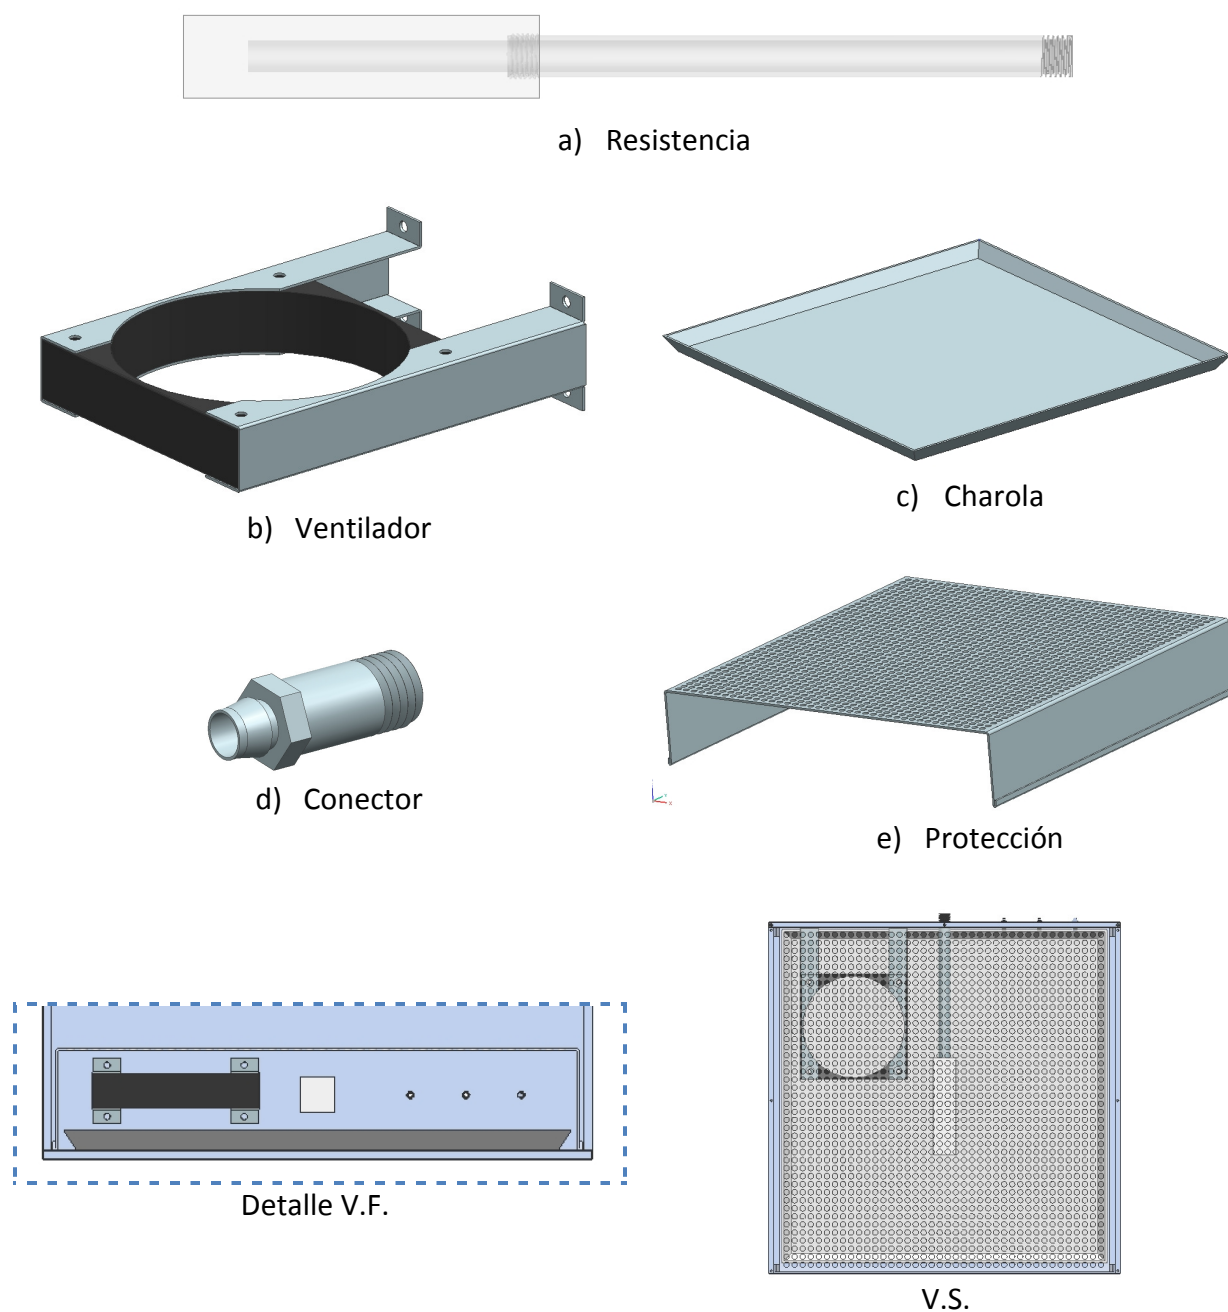 a) Resistencia
b) Ventilador
c) Charola
d) Conector
e) Protección
Detalle V.F.
V.S.